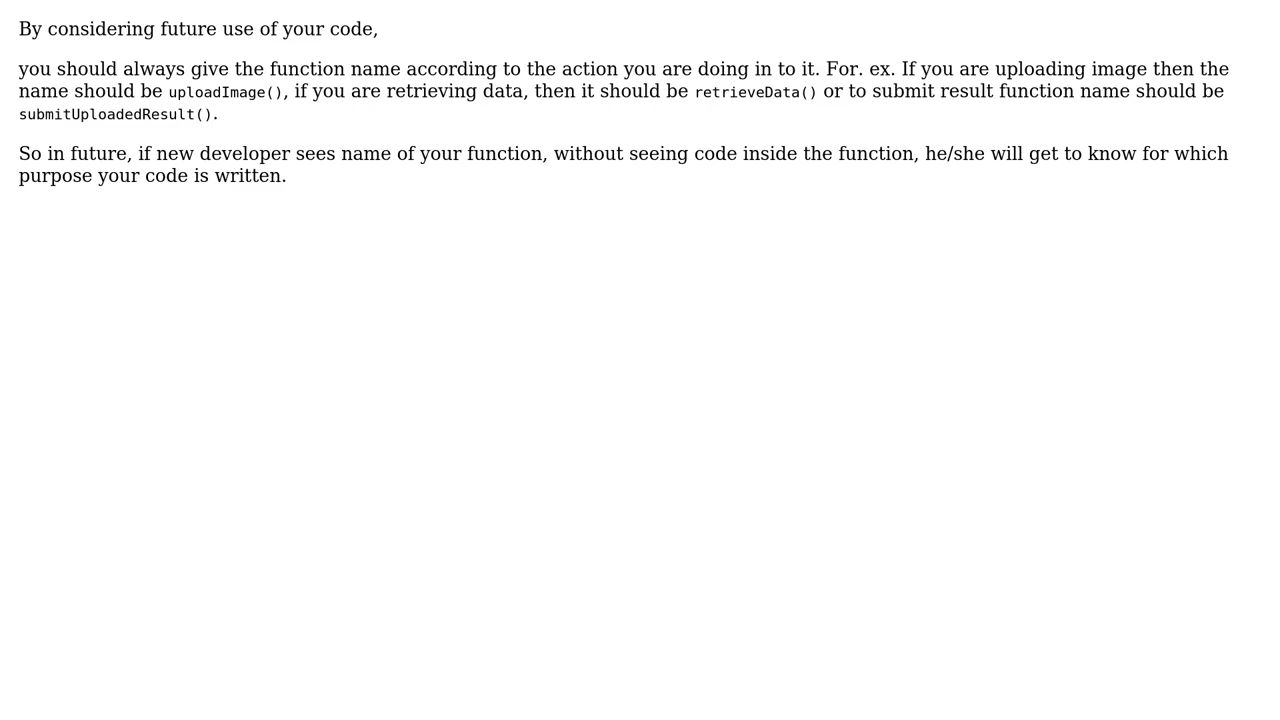 By considering future use of your code,
you should always give the function name according to the action you are doing in to it. For. ex. If you are uploading image then the
name should be uploadImage(), if you are retrieving data, then it should be retrieveData() or to submit result function name should be
submitUploadedResult().
So in future, if new developer sees name of your function, without seeing code inside the function, he/she will get to know for which
purpose your code is written.